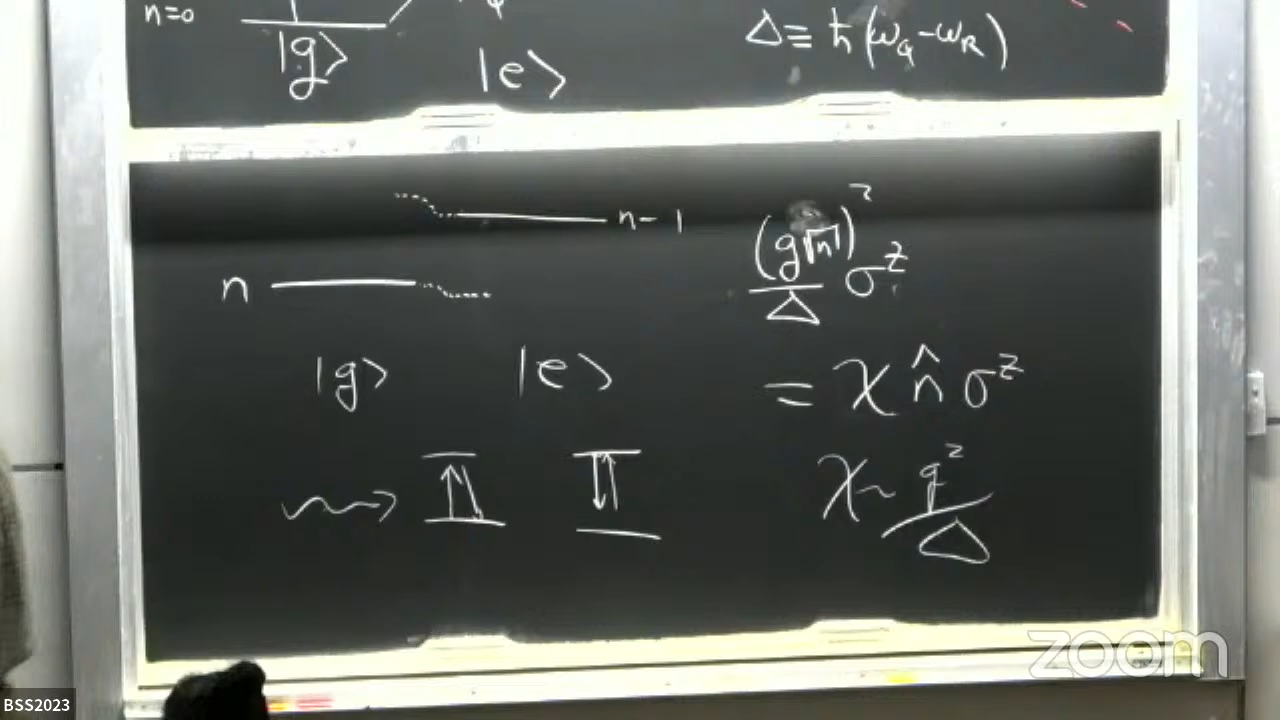 n=0
|g⟩ |e⟩
Δ≡ ħ(ω_Q-ω_R)
n-1
n
(g√n)²/Δ σ^z
|g⟩ |e⟩
= χ n̂ σ^z
χ~ g²/Δ
zoom
BSS2023